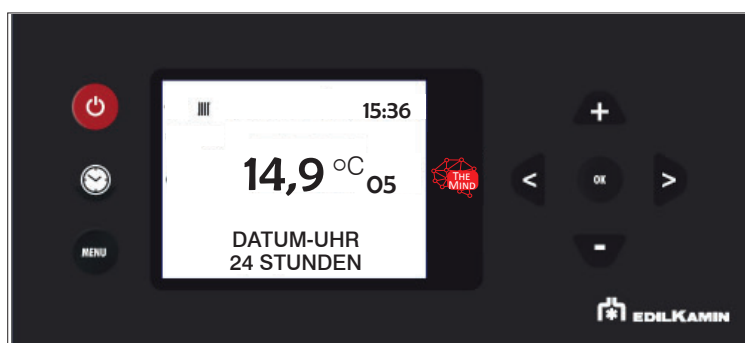 15:36
14,9 °C 05
THE
MIND
DATUM-UHR
24 STUNDEN
MENU
+
< OK >
-
EDILKAMIN